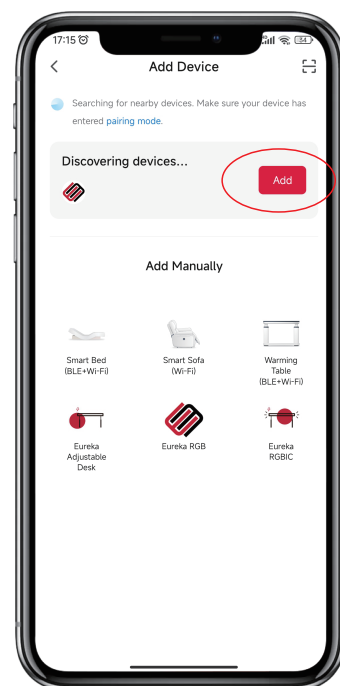 17:15
54
Add Device
Searching for nearby devices. Make sure your device has
entered pairing mode.
Discovering devices...
Add
Add Manually
Smart Bed
(BLE+Wi-Fi)
Smart Sofa
(Wi-Fi)
Warming
Table
(BLE+Wi-Fi)
Eureka
Adjustable
Desk
Eureka RGB
Eureka
RGBIC